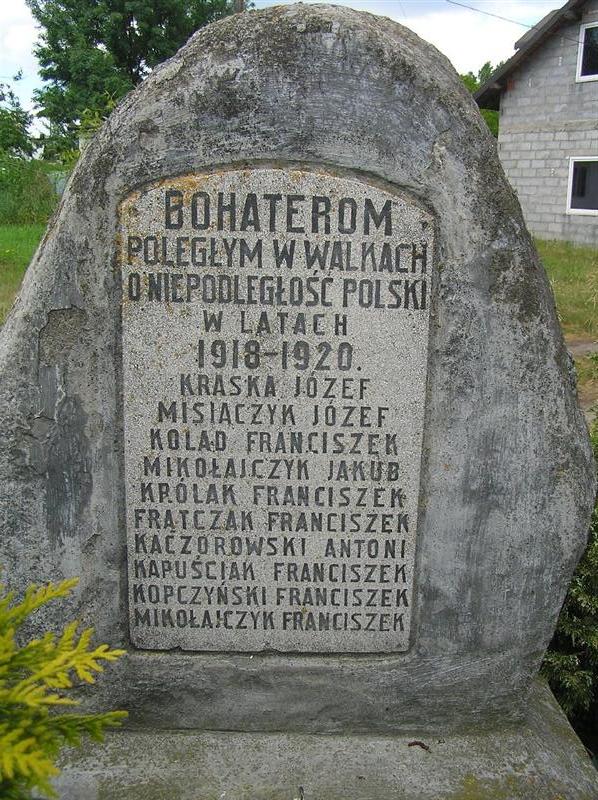 BOHATEROM
POLEGŁYM W WALKACH
O NIEPODLEGŁOŚĆ POLSKI
W LATACH
1918-1920.
KRASKA JÓZEF
MISIĄCZYK JÓZEF
KOLAD FRANCISZEK
MIKOŁAJCZYK JAKUB
KRÓLAK FRANCISZEK
FRATCZAK FRANCISZEK
KACZOROWSKI ANTONI
KAPUŚCIAK FRANCISZEK
KOPCZYŃSKI FRANCISZEK
MIKOŁAJCZYK FRANCISZEK